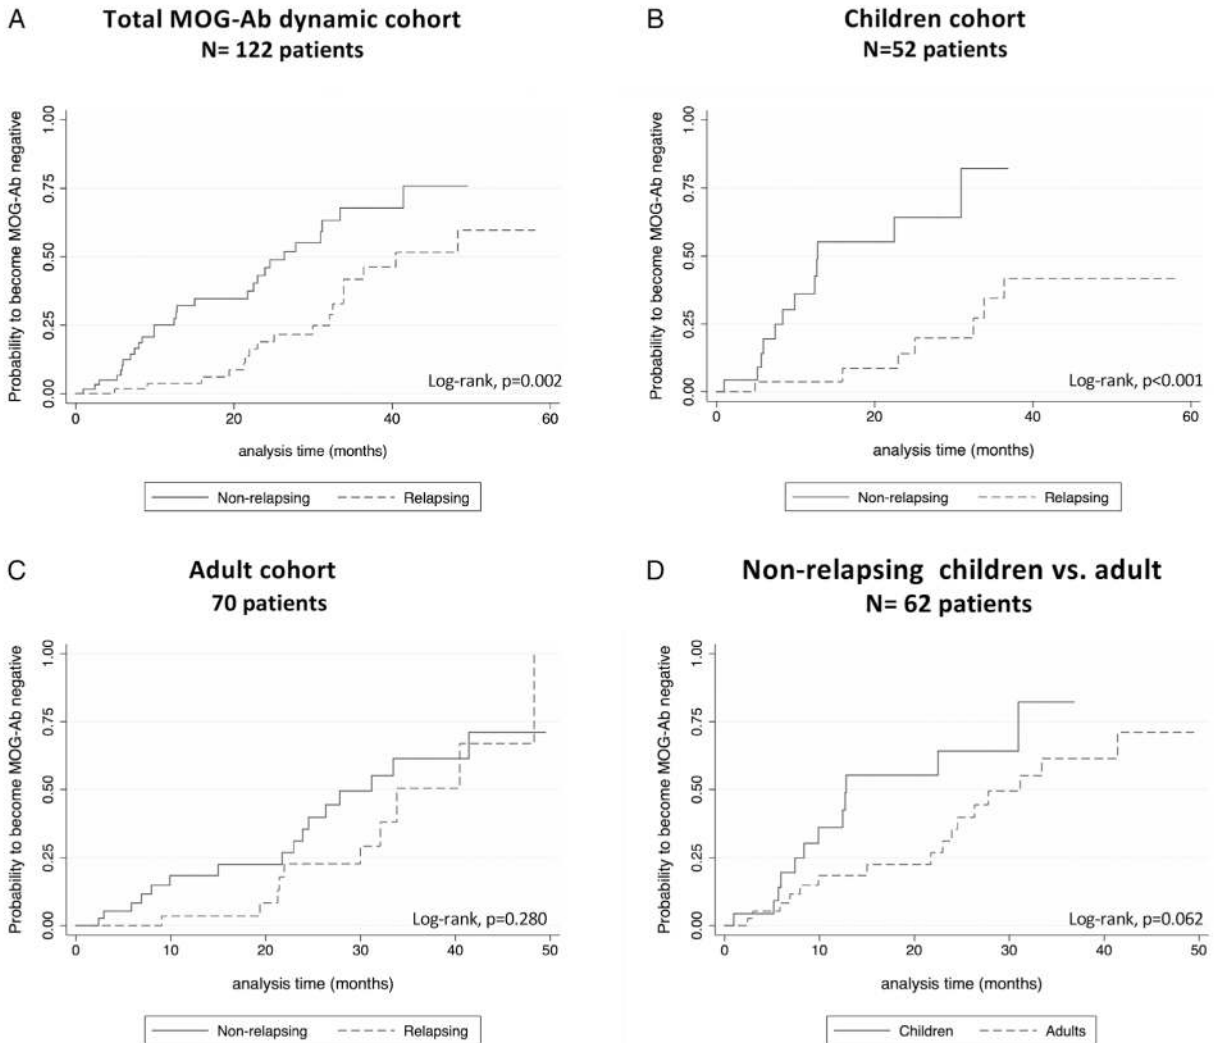 A
Total MOG-Ab dynamic cohort
N= 122 patients
Probability to become MOG-Ab negative
1.00
0.75
0.50
0.25
0.00
Log-rank, p=0.002
0 20 40 60
analysis time (months)
Non-relapsing Relapsing
B
Children cohort
N=52 patients
Probability to become MOG-Ab negative
1.00
0.75
0.50
0.25
0.00
Log-rank, p<0.001
0 20 40 60
analysis time (months)
Non-relapsing Relapsing
C
Adult cohort
70 patients
Probability to become MOG-Ab negative
1.00
0.75
0.50
0.25
0.00
Log-rank, p=0.280
0 10 20 30 40 50
analysis time (months)
Non-relapsing Relapsing
D
Non-relapsing children vs. adult
N= 62 patients
Probability to become MOG-Ab negative
1.00
0.75
0.50
0.25
0.00
Log-rank, p=0.062
0 10 20 30 40 50
analysis time (months)
Children Adults